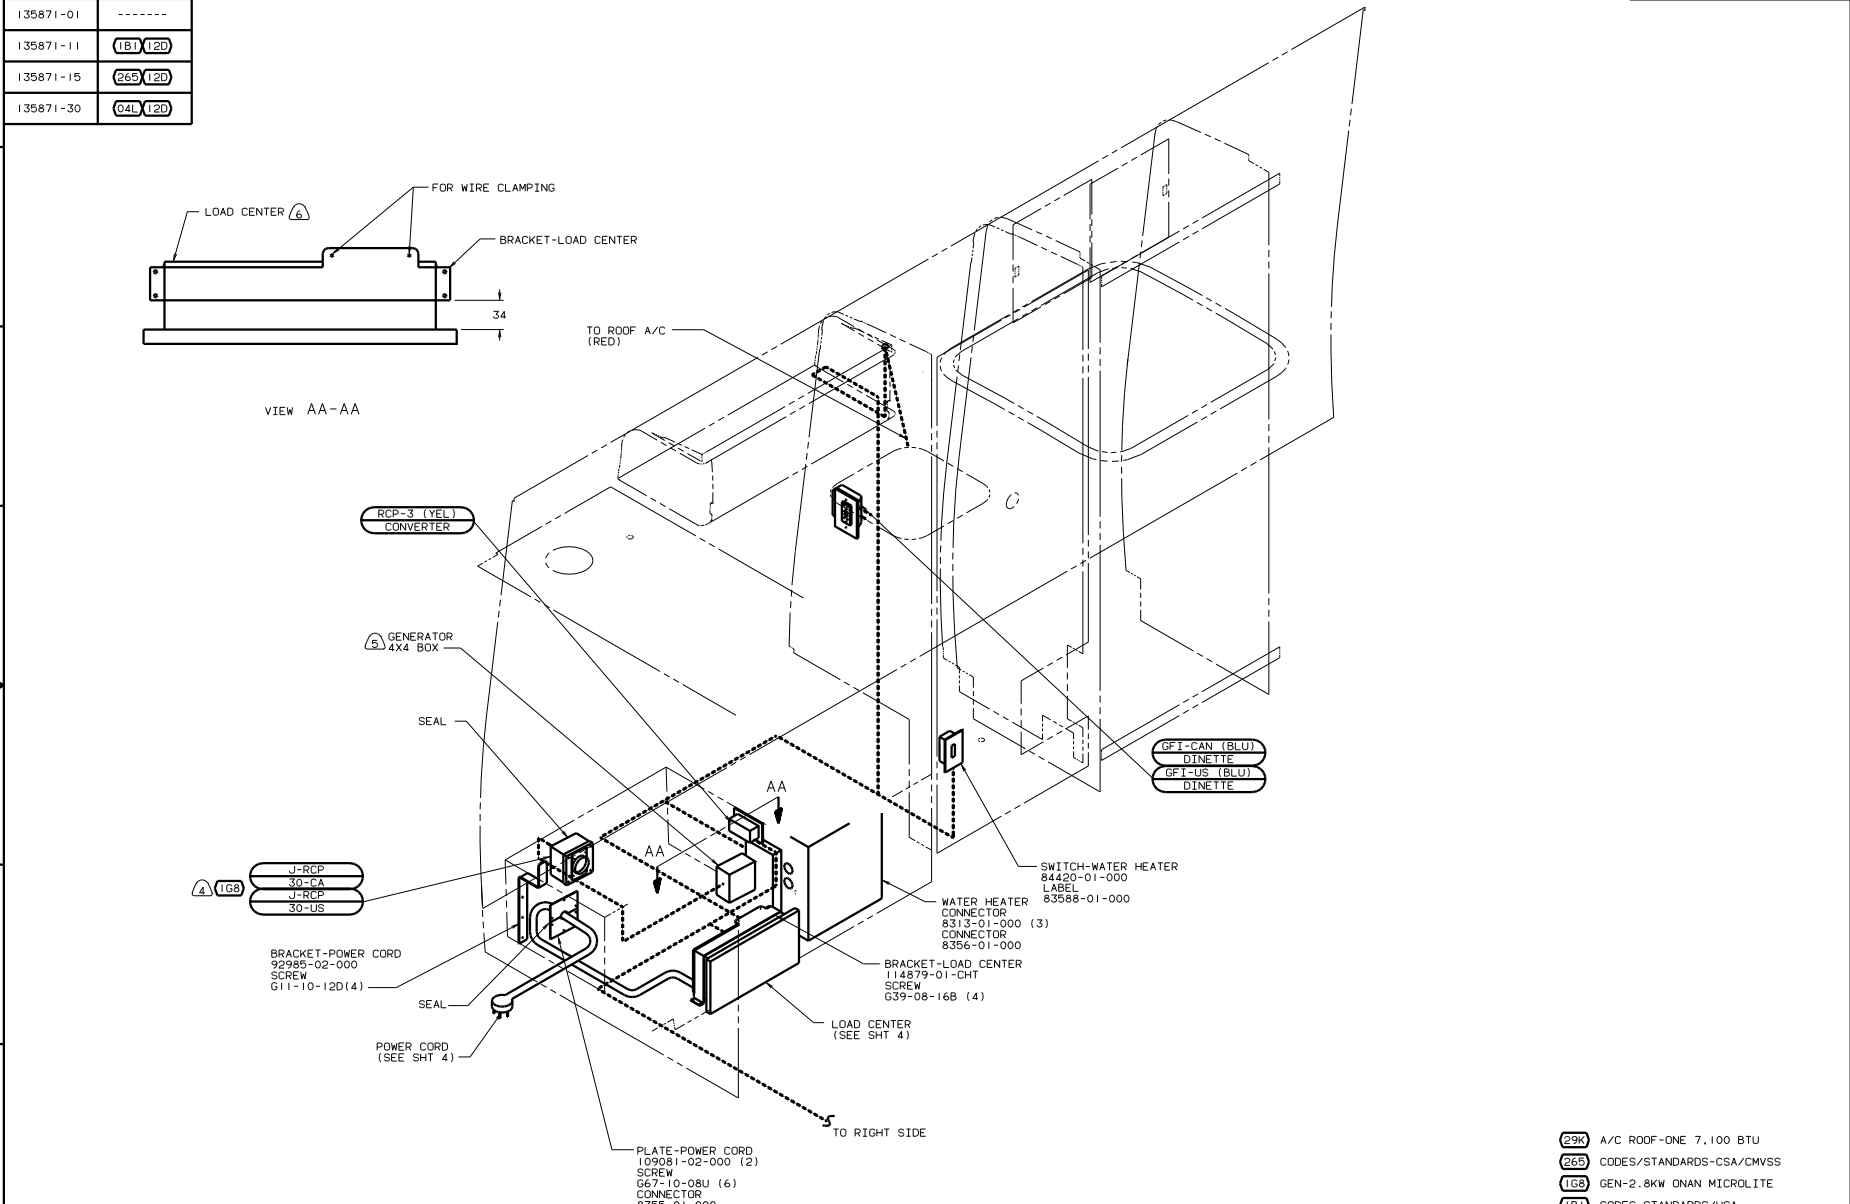 135871-01 -------
135871-11 1B1 12D
135871-15 265 12D
135871-30 04L 12D
FOR WIRE CLAMPING
LOAD CENTER 6
BRACKET-LOAD CENTER
34
VIEW AA-AA
TO ROOF A/C
(RED)
RCP-3 (YEL)
CONVERTER
5 GENERATOR
4X4 BOX
SEAL
GFI-CAN (BLU)
DINETTE
GFI-US (BLU)
DINETTE
AA
AA
4 1G8
J-RCP
30-CA
J-RCP
30-US
SWITCH-WATER HEATER
84420-01-000
LABEL
83588-01-000
WATER HEATER
CONNECTOR
8313-01-000 (3)
CONNECTOR
8356-01-000
BRACKET-POWER CORD
92985-02-000
SCREW
G11-10-12D(4)
BRACKET-LOAD CENTER
114879-01-CHT
SCREW
G39-08-16B (4)
SEAL
LOAD CENTER
(SEE SHT 4)
POWER CORD
(SEE SHT 4)
TO RIGHT SIDE
PLATE-POWER CORD
109081-02-000 (2)
SCREW
G67-10-08U (6)
CONNECTOR
29K A/C ROOF-ONE 7,100 BTU
265 CODES/STANDARDS-CSA/CMVSS
1G8 GEN-2.8KW ONAN MICROLITE